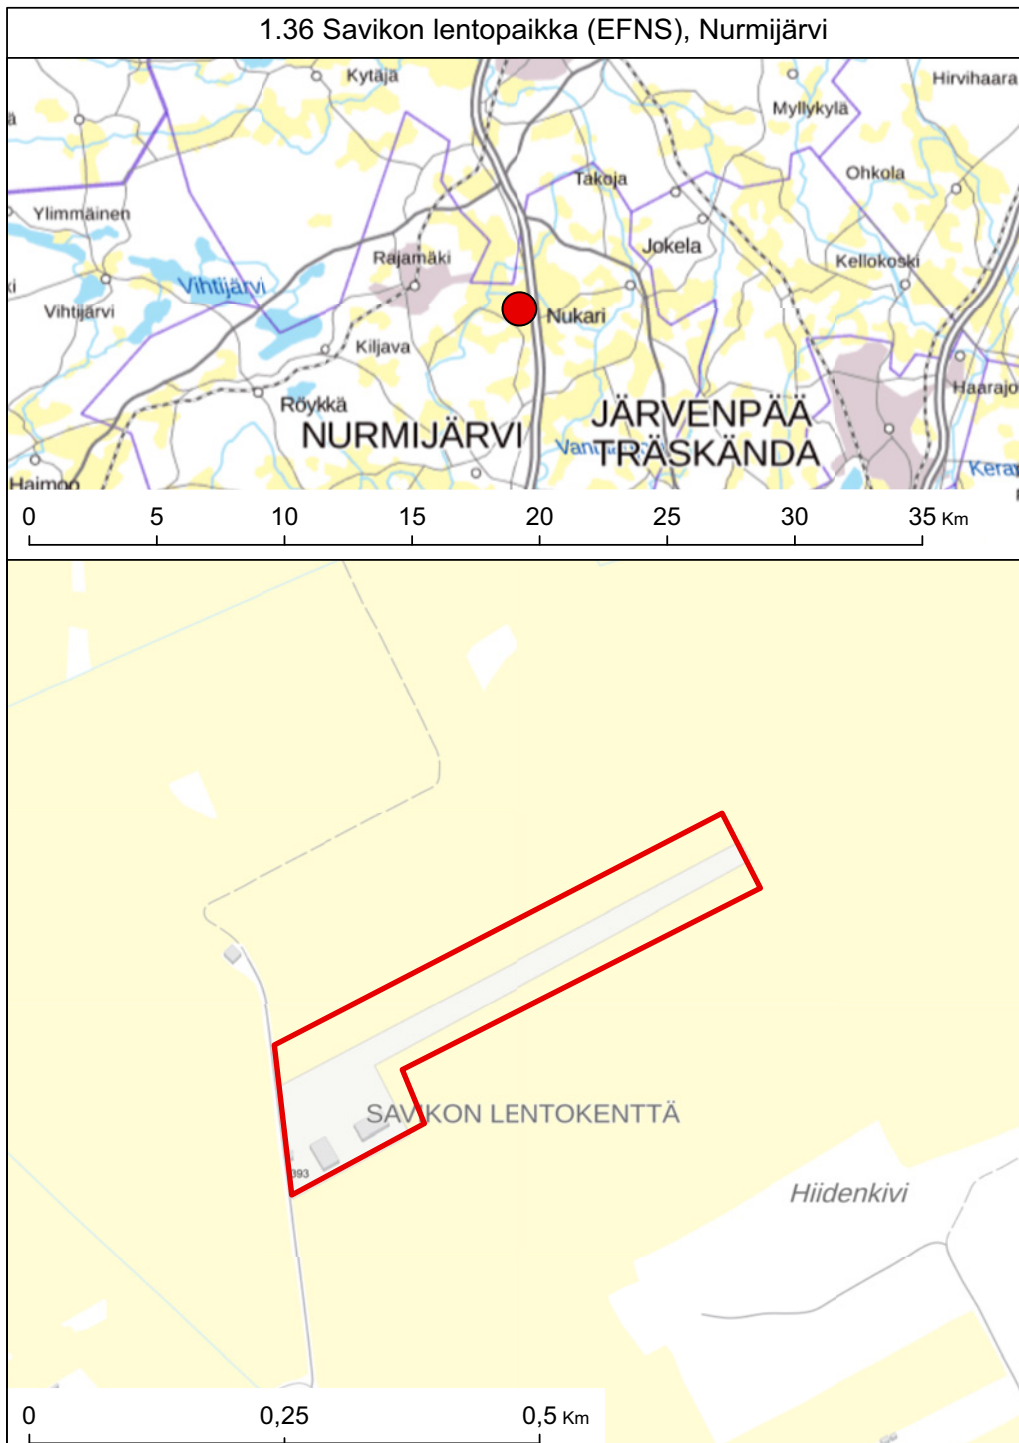 1.36 Savikon lentopaikka (EFNS), Nurmijärvi
Kytäjä
Hirvihaara
Myllykylä
Ohkola
Takoja
Ylimmäinen
Jokela
Rajamäki
Kellokoski
Vihtijärvi
Vihtijärvi
Nukari
Kiljava
Haarajo
Röykkä
JÄRVENPÄÄ
NURMIJÄRVI
TRÄSKÄNDA
Haimoo
0 5 10 15 20 25 30 35 Km
SAVIKON LENTOKENTTÄ
393
Hiidenkivi
0 0,25 0,5 Km